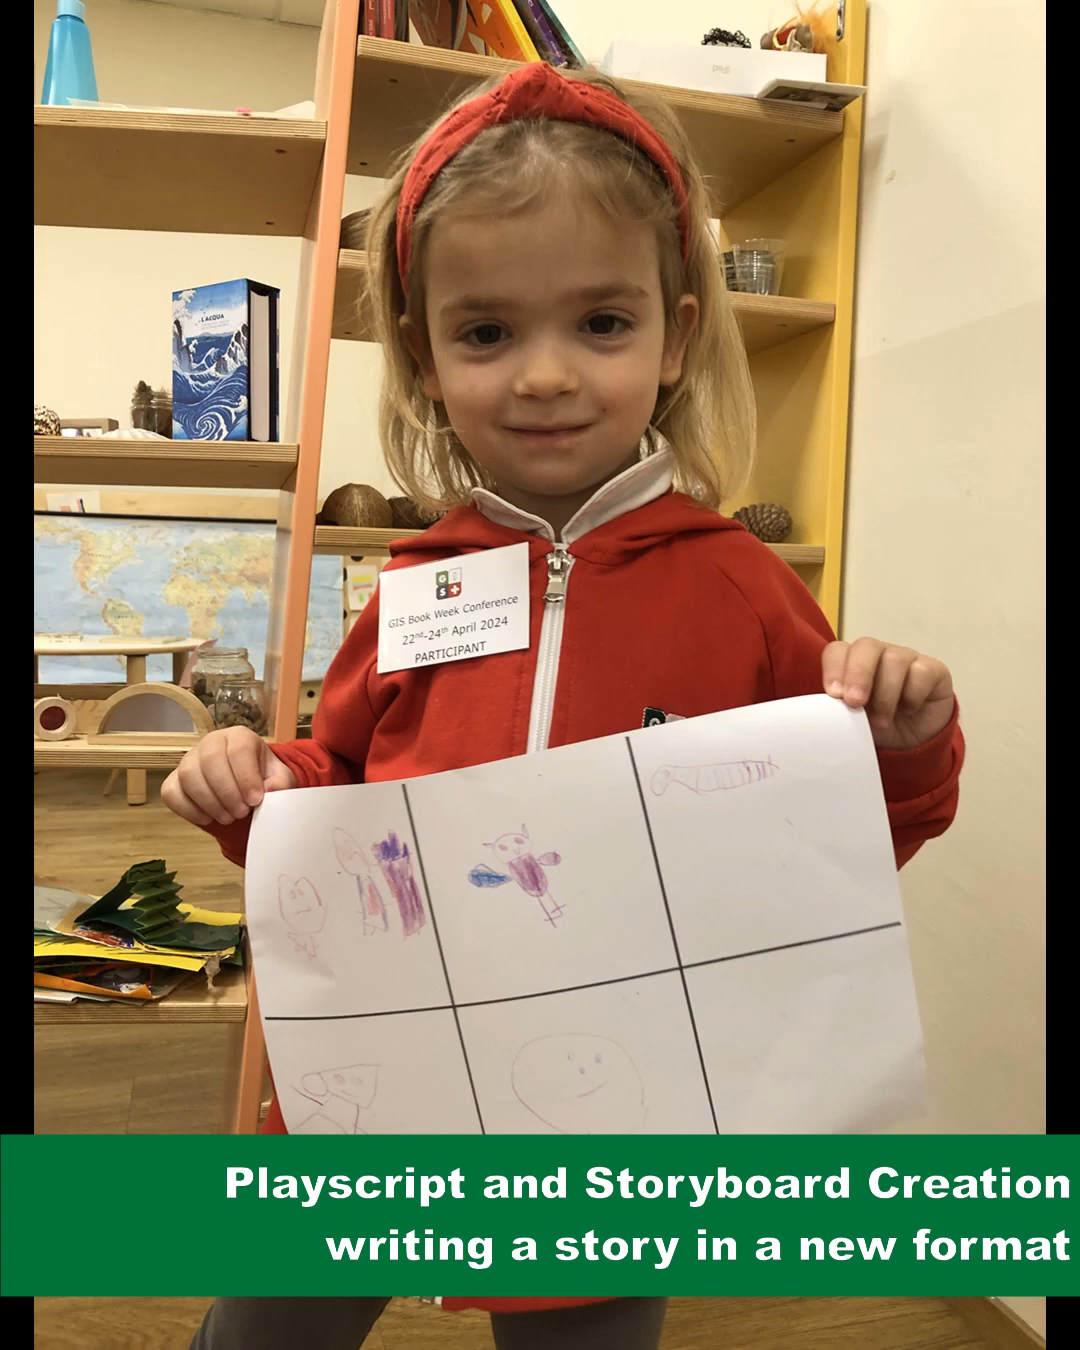 L'ACQUA
iPad
G
S
GIS Book Week Conference
22nd-24th April 2024
PARTICIPANT
G
Playscript and Storyboard Creation
writing a story in a new format